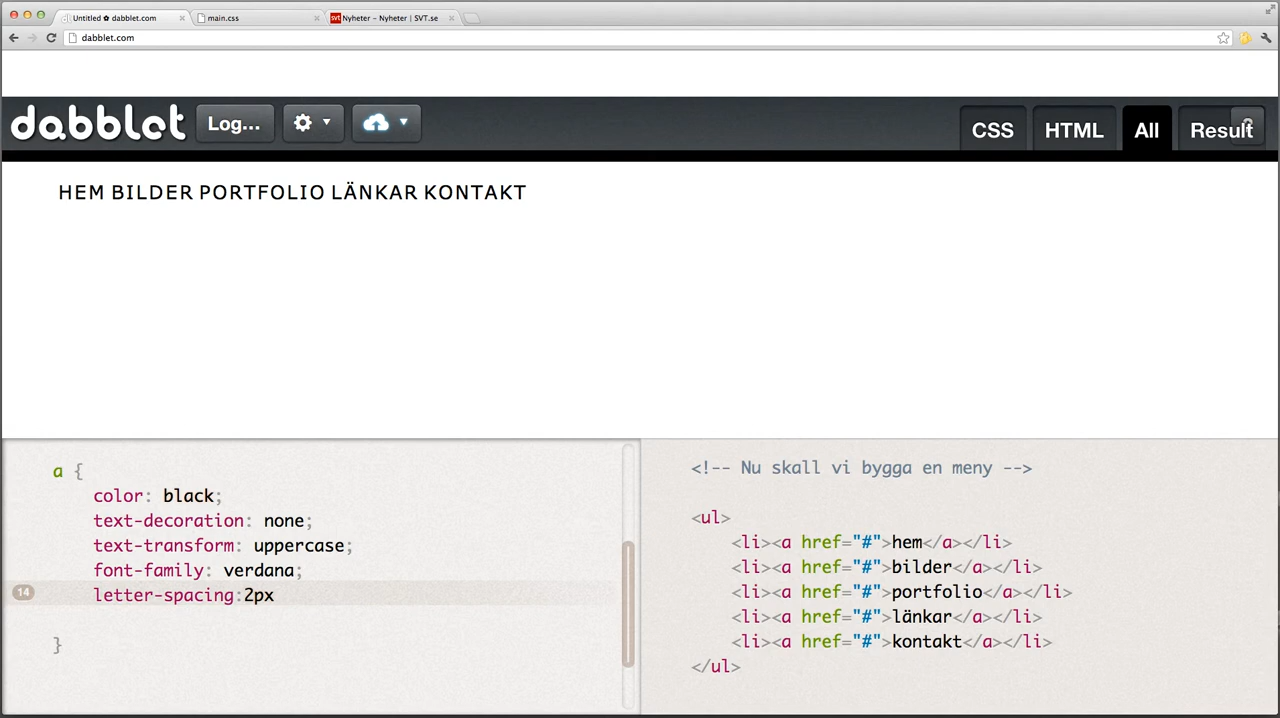 Untitled ✿ dabblet.com
main.css
svt Nyheter - Nyheter | SVT.se
dabblet.com
dabblet
Log...
CSS
HTML
All
Result
HEM BILDER PORTFOLIO LÄNKAR KONTAKT
a {
color: black;
text-decoration: none;
text-transform: uppercase;
font-family: verdana;
14
letter-spacing:2px
}
<!-- Nu skall vi bygga en meny -->
<ul>
<li><a href="#">hem</a></li>
<li><a href="#">bilder</a></li>
<li><a href="#">portfolio</a></li>
<li><a href="#">länkar</a></li>
<li><a href="#">kontakt</a></li>
</ul>